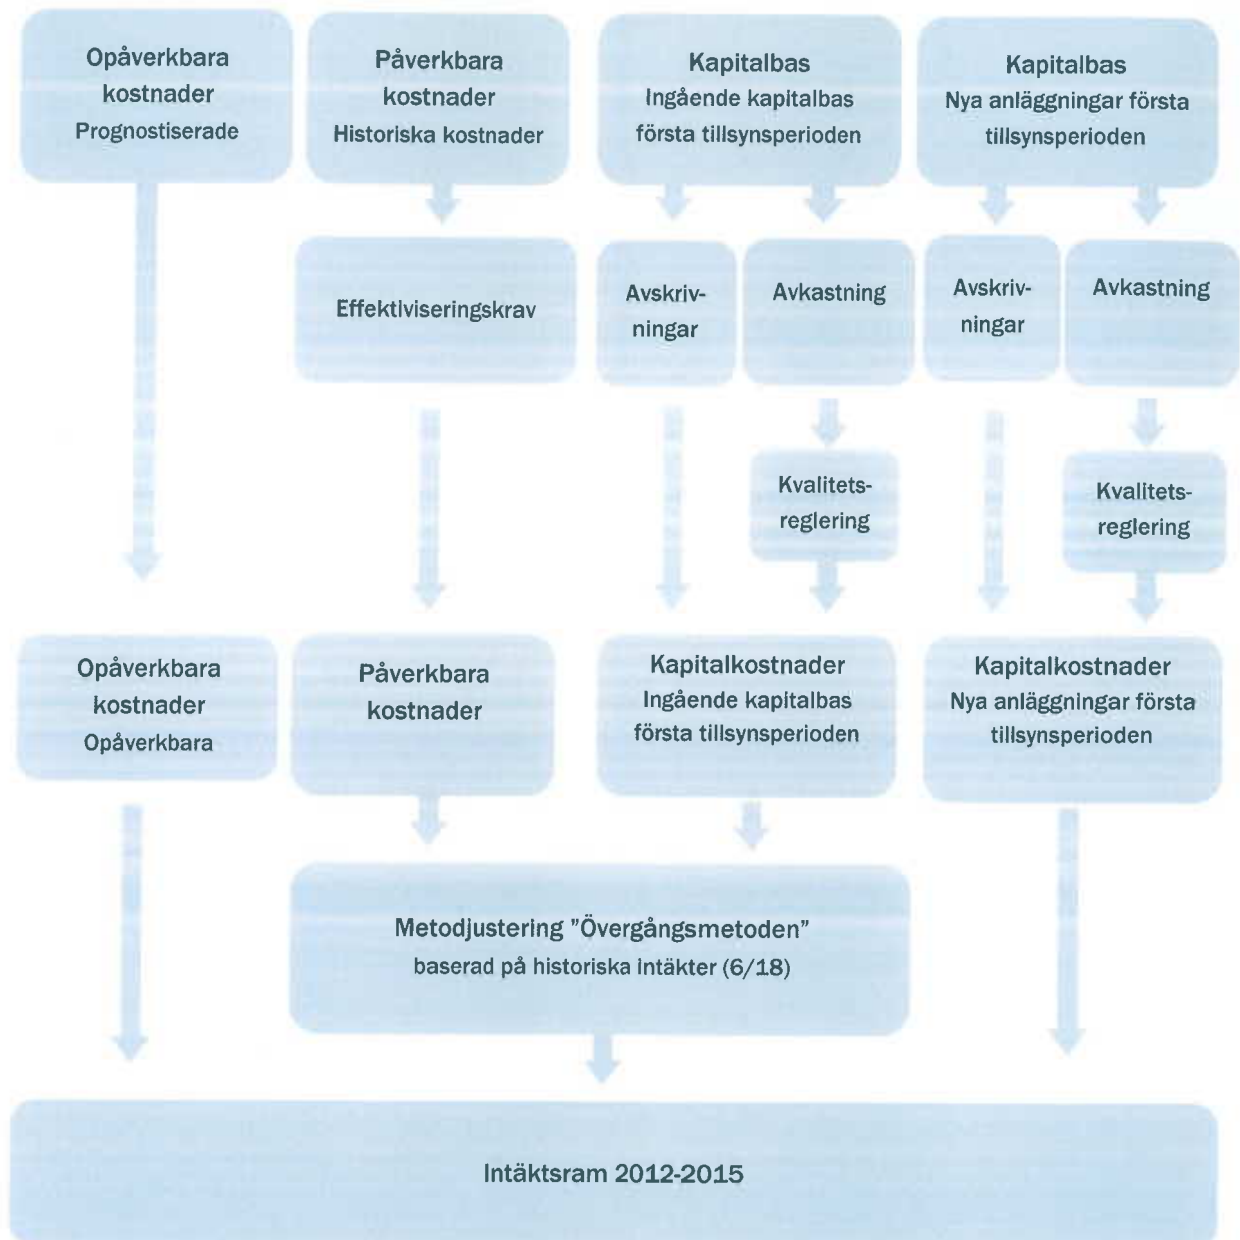 Opåverkbara
kostnader
Prognostiserade
Påverkbara
kostnader
Historiska kostnader
Kapitalbas
Ingående kapitalbas
första tillsynsperioden
Kapitalbas
Nya anläggningar första
tillsynsperioden
Effektiviseringskrav
Avskriv-
ningar
Avkastning
Avskriv-
ningar
Avkastning
Kvalitets-
reglering
Kvalitets-
reglering
Opåverkbara
kostnader
Opåverkbara
Påverkbara
kostnader
Kapitalkostnader
Ingående kapitalbas
första tillsynsperioden
Kapitalkostnader
Nya anläggningar första
tillsynsperioden
Metodjustering ”Övergångsmetoden”
baserad på historiska intäkter (6/18)
Intäktsram 2012-2015